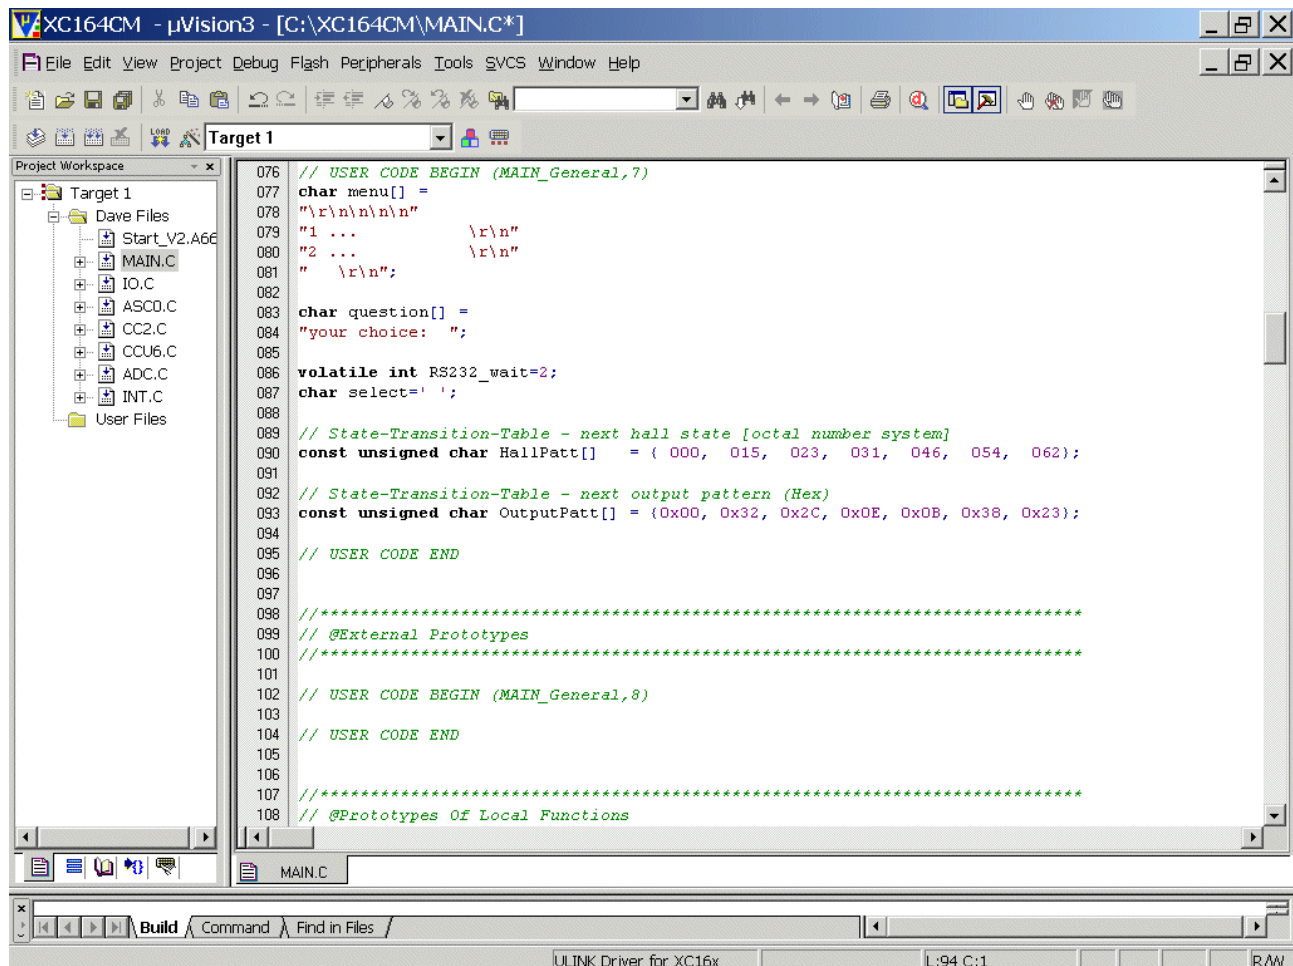 XC164CM - µVision3 - [C:\XC164CM\MAIN.C*]
File Edit View Project Debug Flash Peripherals Tools SVCS Window Help
LOAD Target 1
Project Workspace
Target 1
Dave Files
Start_V2.A66
MAIN.C
IO.C
ASC0.C
CC2.C
CCU6.C
ADC.C
INT.C
User Files
076 // USER CODE BEGIN (MAIN_General,7)
077 char menu[] =
078 "\r\n\n\n\n"
079 "1 ...           \r\n"
080 "2 ...           \r\n"
081 "   \r\n";
082
083 char question[] =
084 "your choice:  ";
085
086 volatile int RS232_wait=2;
087 char select=' ';
088
089 // State-Transition-Table - next hall state [octal number system]
090 const unsigned char HallPatt[]   = { 000,  015,  023,  031,  046,  054,  062};
091
092 // State-Transition-Table - next output pattern (Hex)
093 const unsigned char OutputPatt[] = {0x00, 0x32, 0x2C, 0x0E, 0x0B, 0x38, 0x23};
094
095 // USER CODE END
096
097
098 //****************************************************************************
099 // @External Prototypes
100 //****************************************************************************
101
102 // USER CODE BEGIN (MAIN_General,8)
103
104 // USER CODE END
105
106
107 //****************************************************************************
108 // @Prototypes Of Local Functions
MAIN.C
Build Command Find in Files
ULINK Driver for XC16x L:94 C:1 R/W